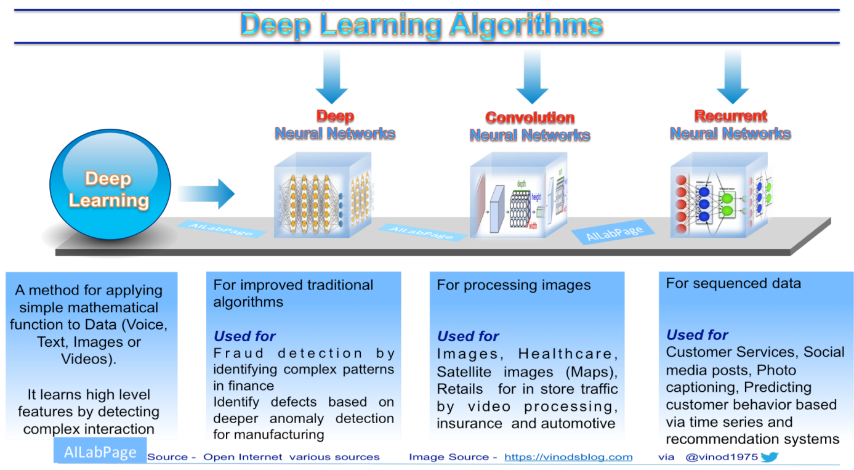 Deep Learning Algorithms
Deep
Neural Networks
Convolution
Neural Networks
Recurrent
Neural Networks
Deep
Learning
depth
height
width
AILabPage
AILabPage
AILabPage
A method for applying
simple mathematical
function to Data (Voice,
Text, Images or
Videos).
It learns high level
features by detecting
complex interaction
For improved traditional
algorithms
Used for
Fraud detection by
identifying complex patterns
in finance
Identify defects based on
deeper anomaly detection
for manufacturing
For processing images
Used for
Images, Healthcare,
Satellite images (Maps),
Retails for in store traffic
by video processing,
insurance and automotive
For sequenced data
Used for
Customer Services, Social
media posts, Photo
captioning, Predicting
customer behavior based
via time series and
recommendation systems
AILabPage
Source - Open Internet various sources Image Source - https://vinodsblog.com via @vinod1975